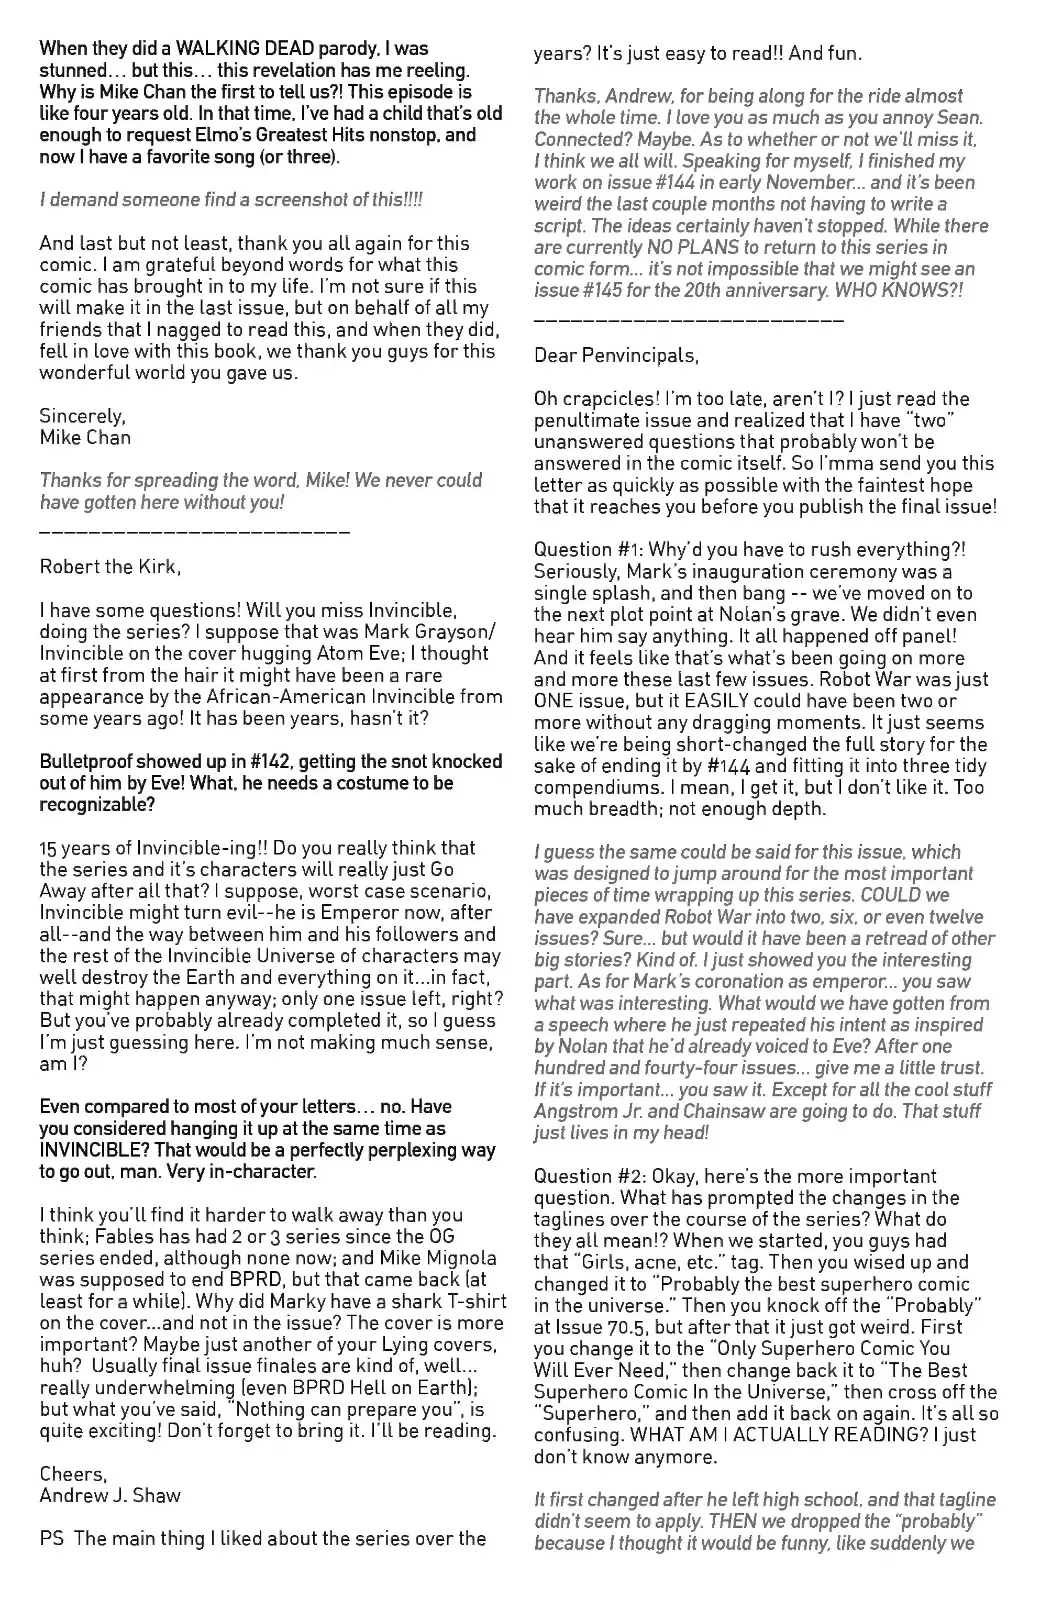 When they did a WALKING DEAD parody, I was
stunned... but this... this revelation has me reeling.
Why is Mike Chan the first to tell us?! This episode is
like four years old. In that time, I've had a child that's old
enough to request Elmo's Greatest Hits nonstop, and
now I have a favorite song (or three).
I demand someone find a screenshot of this!!!!
And last but not least, thank you all again for this
comic. I am grateful beyond words for what this
comic has brought in to my life. I'm not sure if this
will make it in the last issue, but on behalf of all my
friends that I nagged to read this, and when they did,
fell in love with this book, we thank you guys for this
wonderful world you gave us.
Sincerely,
Mike Chan
Thanks for spreading the word, Mike! We never could
have gotten here without you!
_________________________
Robert the Kirk,
I have some questions! Will you miss Invincible,
doing the series? I suppose that was Mark Grayson/
Invincible on the cover hugging Atom Eve; I thought
at first from the hair it might have been a rare
appearance by the African-American Invincible from
some years ago! It has been years, hasn't it?
Bulletproof showed up in #142, getting the snot knocked
out of him by Eve! What, he needs a costume to be
recognizable?
15 years of Invincible-ing!! Do you really think that
the series and it's characters will really just Go
Away after all that? I suppose, worst case scenario,
Invincible might turn evil--he is Emperor now, after
all--and the way between him and his followers and
the rest of the Invincible Universe of characters may
well destroy the Earth and everything on it...in fact,
that might happen anyway; only one issue left, right?
But you've probably already completed it, so I guess
I'm just guessing here. I'm not making much sense,
am I?
Even compared to most of your letters... no. Have
you considered hanging it up at the same time as
INVINCIBLE? That would be a perfectly perplexing way
to go out, man. Very in-character.
I think you'll find it harder to walk away than you
think; Fables has had 2 or 3 series since the OG
series ended, although none now; and Mike Mignola
was supposed to end BPRD, but that came back (at
least for a while). Why did Marky have a shark T-shirt
on the cover...and not in the issue? The cover is more
important? Maybe just another of your Lying covers,
huh?  Usually final issue finales are kind of, well...
really underwhelming (even BPRD Hell on Earth);
but what you've said, "Nothing can prepare you", is
quite exciting! Don't forget to bring it. I'll be reading.
Cheers,
Andrew J. Shaw
PS  The main thing I liked about the series over the
years? It's just easy to read!! And fun.
Thanks, Andrew, for being along for the ride almost
the whole time. I love you as much as you annoy Sean.
Connected? Maybe. As to whether or not we'll miss it,
I think we all will. Speaking for myself, I finished my
work on issue #144 in early November... and it's been
weird the last couple months not having to write a
script. The ideas certainly haven't stopped. While there
are currently NO PLANS to return to this series in
comic form... it's not impossible that we might see an
issue #145 for the 20th anniversary. WHO KNOWS?!
_________________________
Dear Penvincipals,
Oh crapcicles! I'm too late, aren't I? I just read the
penultimate issue and realized that I have "two"
unanswered questions that probably won't be
answered in the comic itself. So I'mma send you this
letter as quickly as possible with the faintest hope
that it reaches you before you publish the final issue!
Question #1: Why'd you have to rush everything?!
Seriously, Mark's inauguration ceremony was a
single splash, and then bang -- we've moved on to
the next plot point at Nolan's grave. We didn't even
hear him say anything. It all happened off panel!
And it feels like that's what's been going on more
and more these last few issues. Robot War was just
ONE issue, but it EASILY could have been two or
more without any dragging moments. It just seems
like we're being short-changed the full story for the
sake of ending it by #144 and fitting it into three tidy
compendiums. I mean, I get it, but I don't like it. Too
much breadth; not enough depth.
I guess the same could be said for this issue, which
was designed to jump around for the most important
pieces of time wrapping up this series. COULD we
have expanded Robot War into two, six, or even twelve
issues? Sure... but would it have been a retread of other
big stories? Kind of. I just showed you the interesting
part. As for Mark's coronation as emperor... you saw
what was interesting. What would we have gotten from
a speech where he just repeated his intent as inspired
by Nolan that he'd already voiced to Eve? After one
hundred and fourty-four issues... give me a little trust.
If it's important... you saw it. Except for all the cool stuff
Angstrom Jr. and Chainsaw are going to do. That stuff
just lives in my head!
Question #2: Okay, here's the more important
question. What has prompted the changes in the
taglines over the course of the series? What do
they all mean!? When we started, you guys had
that "Girls, acne, etc." tag. Then you wised up and
changed it to "Probably the best superhero comic
in the universe." Then you knock off the "Probably"
at Issue 70.5, but after that it just got weird. First
you change it to the "Only Superhero Comic You
Will Ever Need," then change back it to "The Best
Superhero Comic In the Universe," then cross off the
"Superhero," and then add it back on again. It's all so
confusing. WHAT AM I ACTUALLY READING? I just
don't know anymore.
It first changed after he left high school, and that tagline
didn't seem to apply. THEN we dropped the "probably"
because I thought it would be funny, like suddenly we